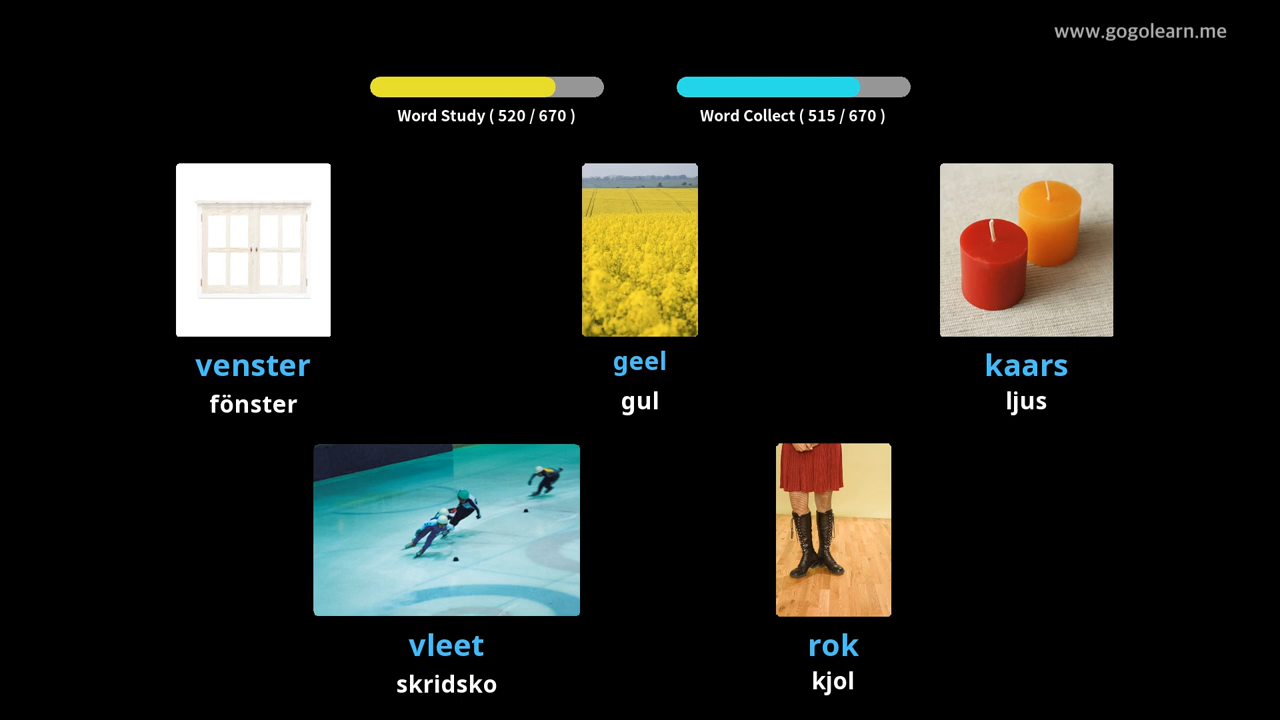 www.gogolearn.me
Word Study ( 520 / 670 )
Word Collect ( 515 / 670 )
venster
fönster
geel
gul
kaars
ljus
vleet
skridsko
rok
kjol